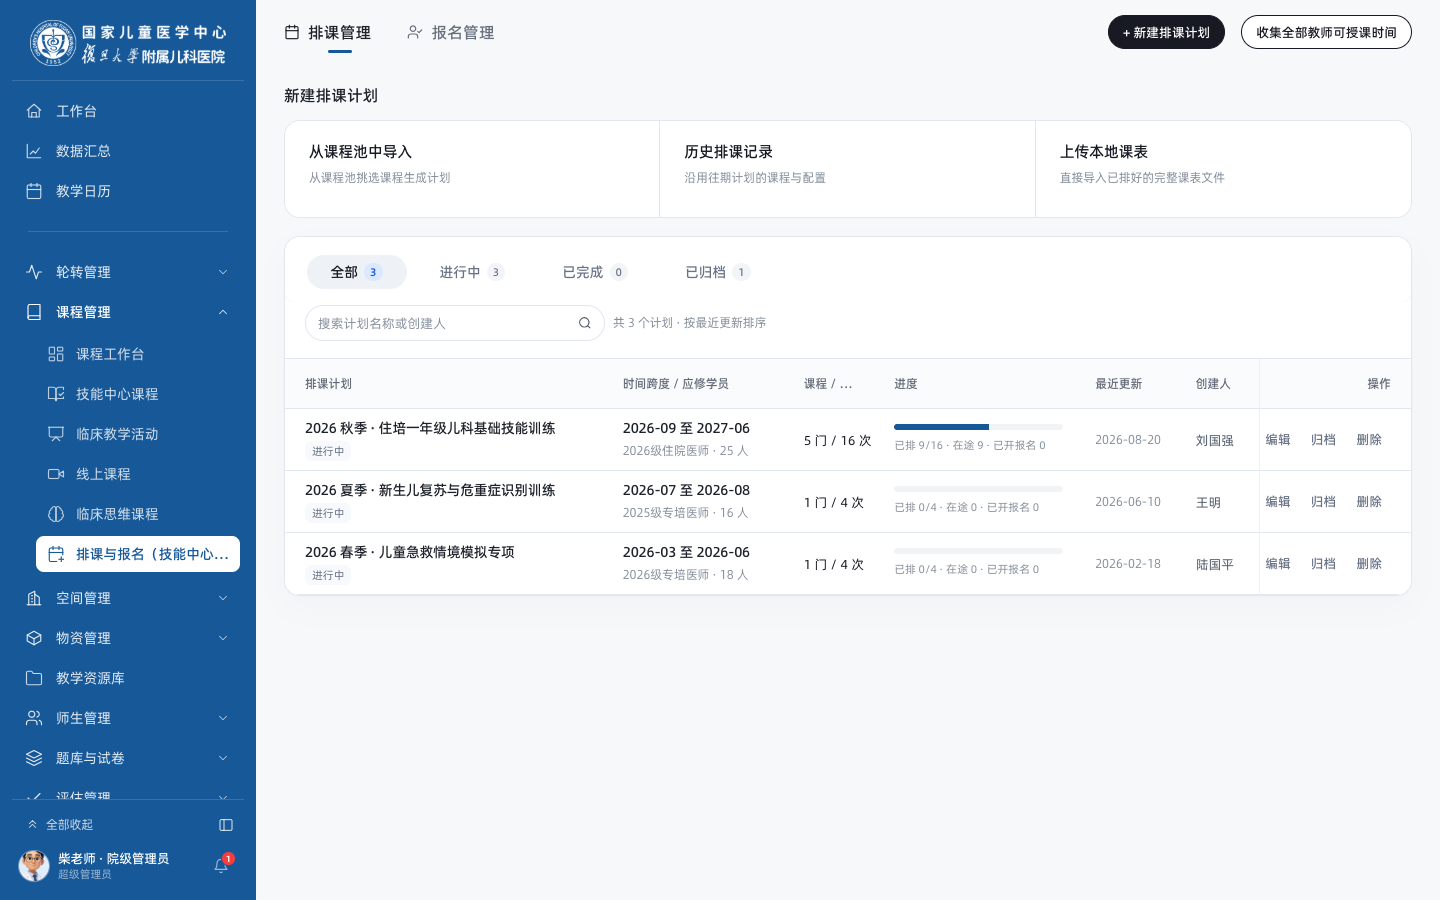 国家儿童医学中心
復旦大学附属儿科医院
1952
工作台
数据汇总
教学日历
轮转管理
课程管理
课程工作台
技能中心课程
临床教学活动
线上课程
临床思维课程
排课与报名（技能中心...
空间管理
物资管理
教学资源库
师生管理
题库与试卷
评估管理
全部收起
柴老师 · 院级管理员
超级管理员
1
排课管理
报名管理
+ 新建排课计划
收集全部教师可授课时间
新建排课计划
从课程池中导入
从课程池挑选课程生成计划
历史排课记录
沿用往期计划的课程与配置
上传本地课表
直接导入已排好的完整课表文件
全部 3
进行中 3
已完成 0
已归档 1
搜索计划名称或创建人
共 3 个计划 · 按最近更新排序
排课计划 时间跨度 / 应修学员 课程 / ... 进度 最近更新 创建人 操作
2026 秋季 · 住培一年级儿科基础技能训练
进行中
2026-09 至 2027-06
2026级住院医师 · 25 人
5 门 / 16 次
已排 9/16 · 在途 9 · 已开报名 0
2026-08-20
刘国强
编辑 归档 删除
2026 夏季 · 新生儿复苏与危重症识别训练
进行中
2026-07 至 2026-08
2025级专培医师 · 16 人
1 门 / 4 次
已排 0/4 · 在途 0 · 已开报名 0
2026-06-10
王明
编辑 归档 删除
2026 春季 · 儿童急救情境模拟专项
进行中
2026-03 至 2026-06
2026级专培医师 · 18 人
1 门 / 4 次
已排 0/4 · 在途 0 · 已开报名 0
2026-02-18
陆国平
编辑 归档 删除